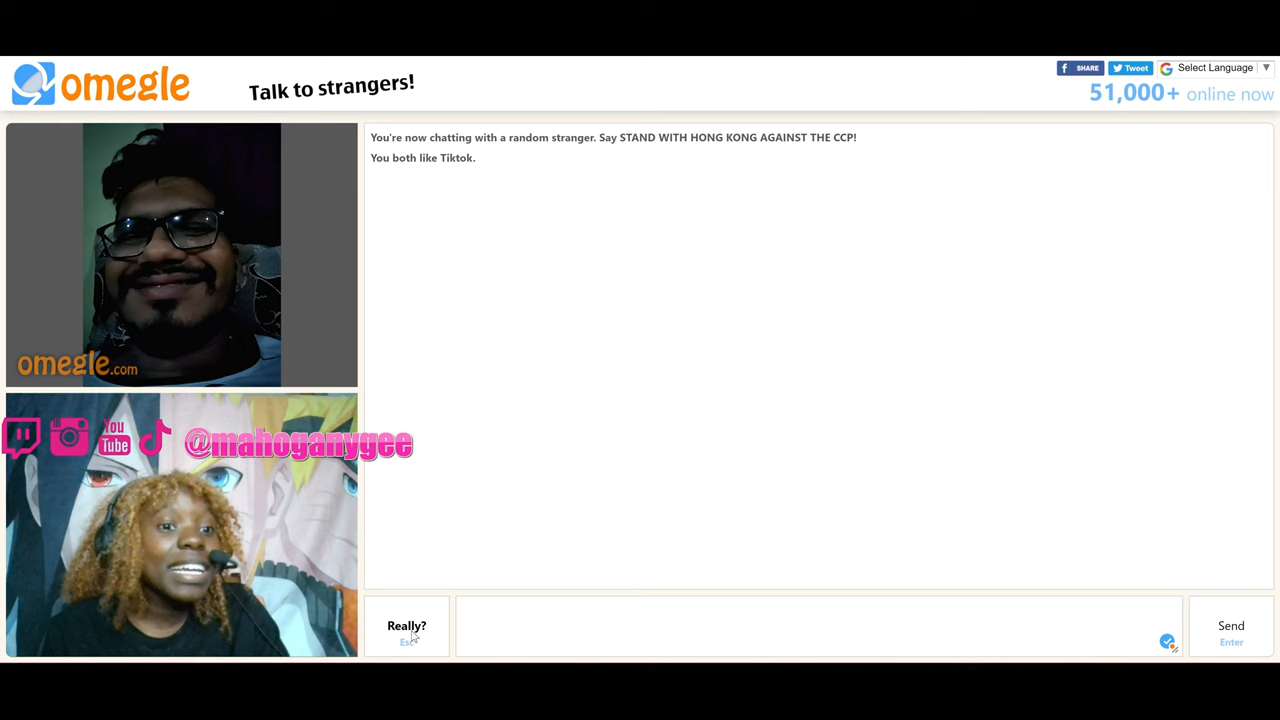 omegle
Talk to strangers!
SHARE
Tweet
Select Language
51,000+ online now
You're now chatting with a random stranger. Say STAND WITH HONG KONG AGAINST THE CCP!
You both like Tiktok.
omegle.com
You
Tube
@mahoganygee
Really?
Esc
Send
Enter